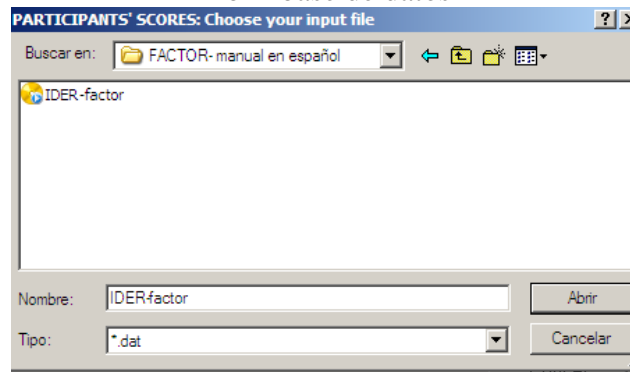 PARTICIPANTS' SCORES: Choose your input file
Buscar en: FACTOR- manual en español
IDER-factor
Nombre: IDER-factor Abrir
Tipo: *.dat Cancelar